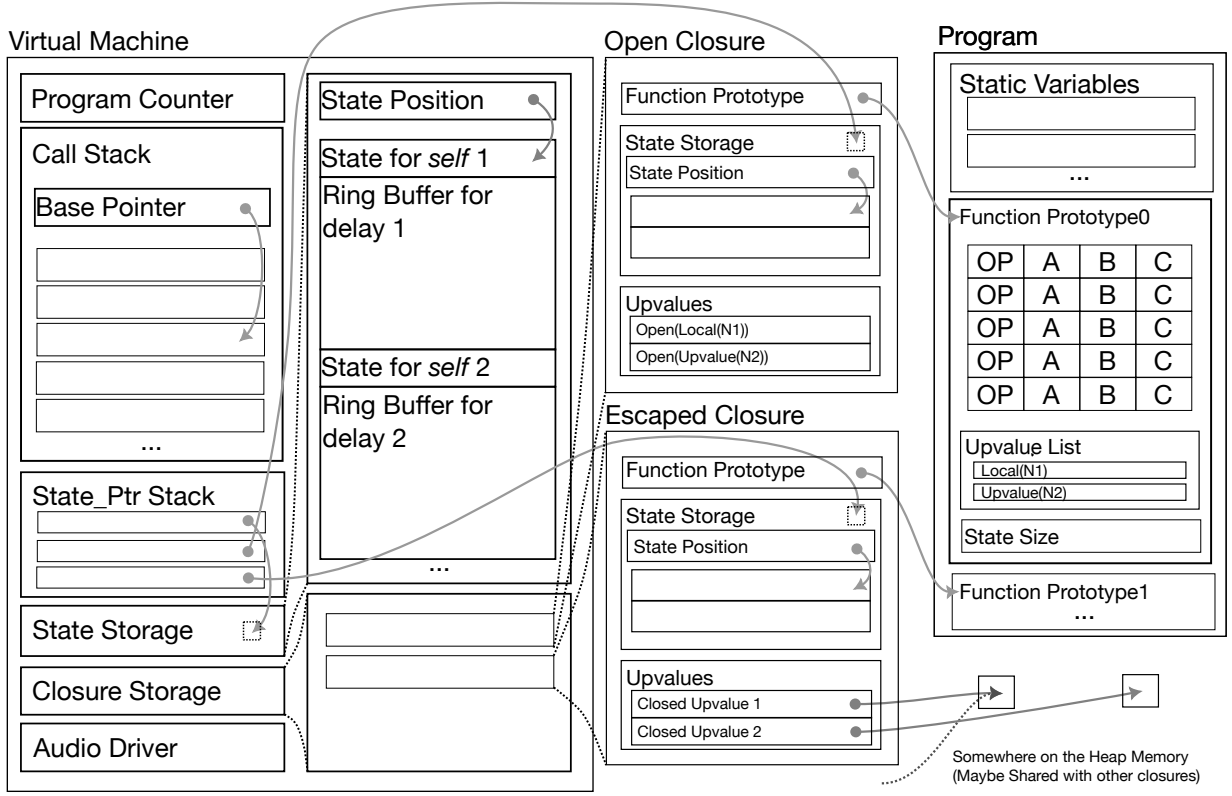 Virtual Machine
Program Counter
Call Stack
Base Pointer
...
State_Ptr Stack
State Storage
Closure Storage
Audio Driver
State Position
State for self 1
Ring Buffer for
delay 1
State for self 2
Ring Buffer for
delay 2
...
Open Closure
Function Prototype
State Storage
State Position
Upvalues
Open(Local(N1))
Open(Upvalue(N2))
Escaped Closure
Function Prototype
State Storage
State Position
Upvalues
Closed Upvalue 1
Closed Upvalue 2
Program
Static Variables
...
Function Prototype0
OP A B C
OP A B C
OP A B C
OP A B C
OP A B C
Upvalue List
Local(N1)
Upvalue(N2)
State Size
Function Prototype1
...
Somewhere on the Heap Memory
(Maybe Shared with other closures)